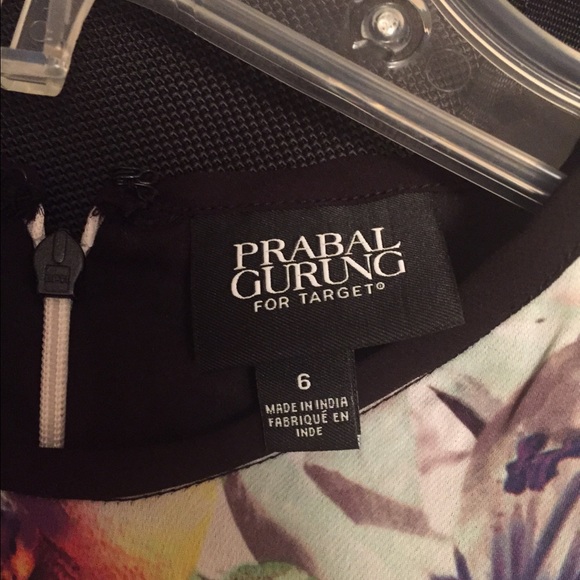 PRABAL
GURUNG
FOR TARGET®
6
MADE IN INDIA
FABRIQUÉ EN
INDE